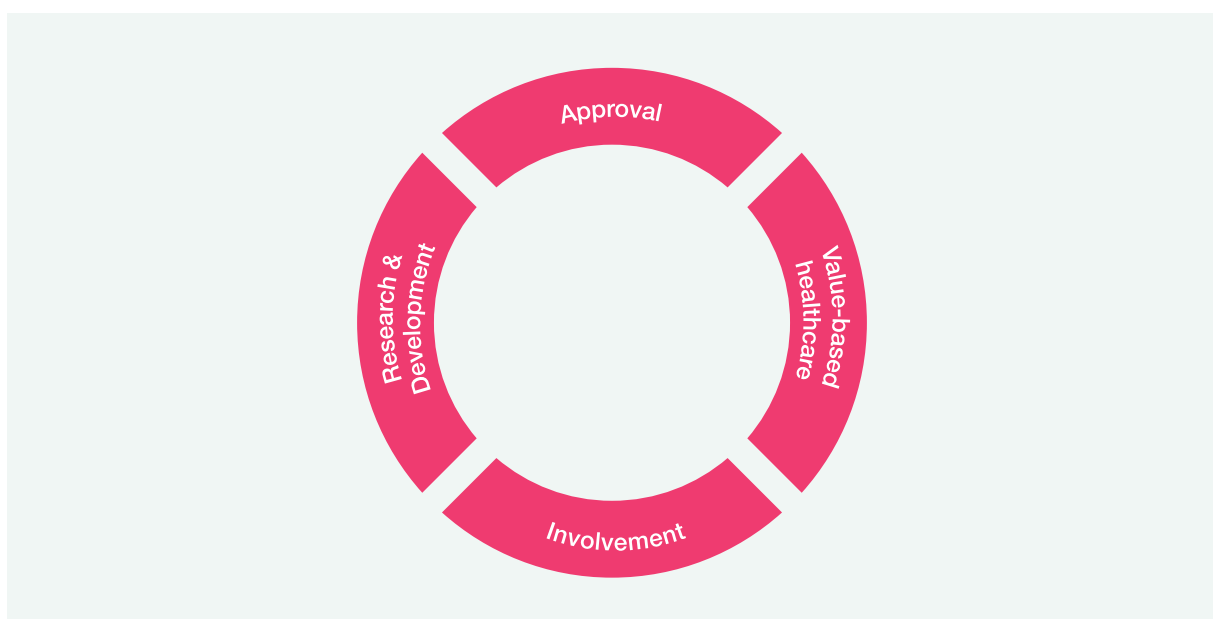 Approval
Value-based
healthcare
Involvement
Research &
Development